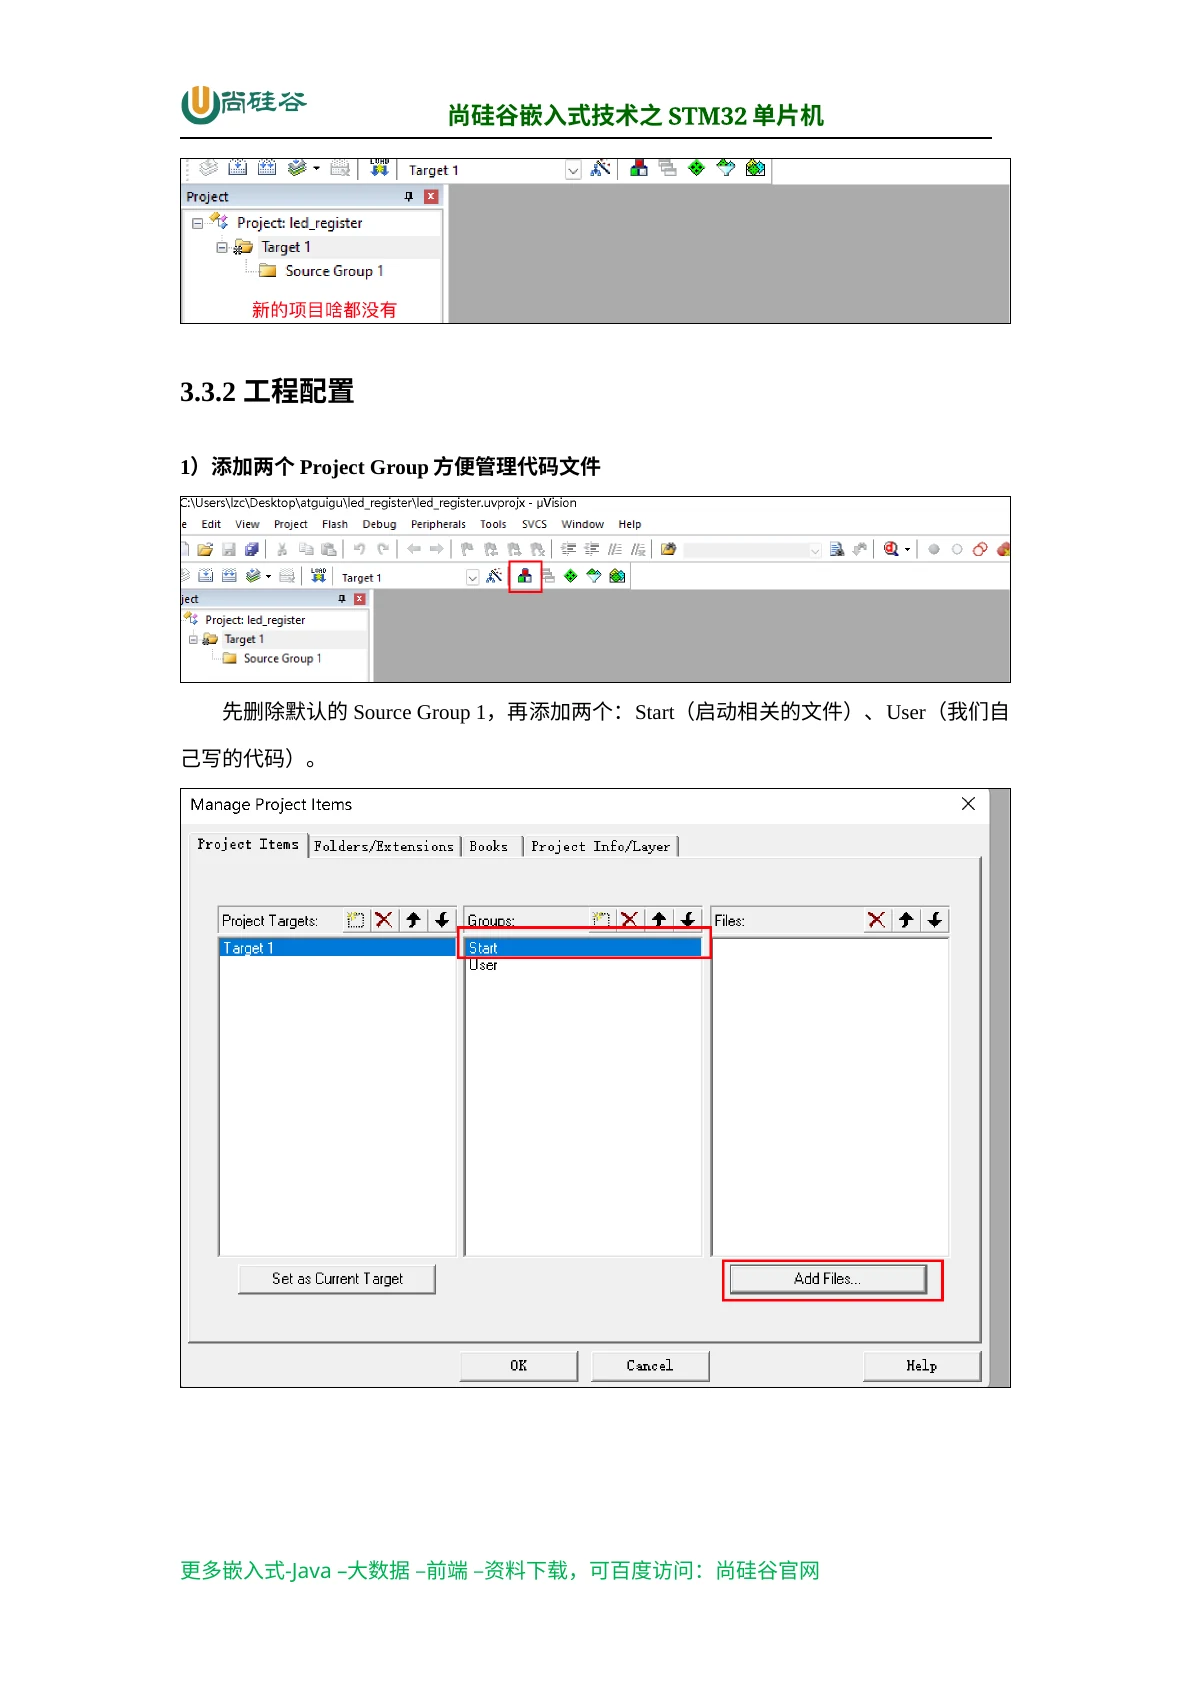 尚硅谷
尚硅谷嵌入式技术之 STM32 单片机
LOAD Target 1
Project
Project: led_register
Target 1
Source Group 1
新的项目啥都没有
3.3.2 工程配置
1）添加两个 Project Group 方便管理代码文件
C:\Users\lzc\Desktop\atguigu\led_register\led_register.uvprojx - µVision
e Edit View Project Flash Debug Peripherals Tools SVCS Window Help
LOAD Target 1
ject
Project: led_register
Target 1
Source Group 1
先删除默认的 Source Group 1，再添加两个：Start（启动相关的文件）、User（我们自
己写的代码）。
Manage Project Items
Project Items Folders/Extensions Books Project Info/Layer
Project Targets: Groups: Files:
Target 1 Start
User
Set as Current Target Add Files...
OK Cancel Help
更多嵌入式-Java –大数据 –前端 –资料下载，可百度访问：尚硅谷官网